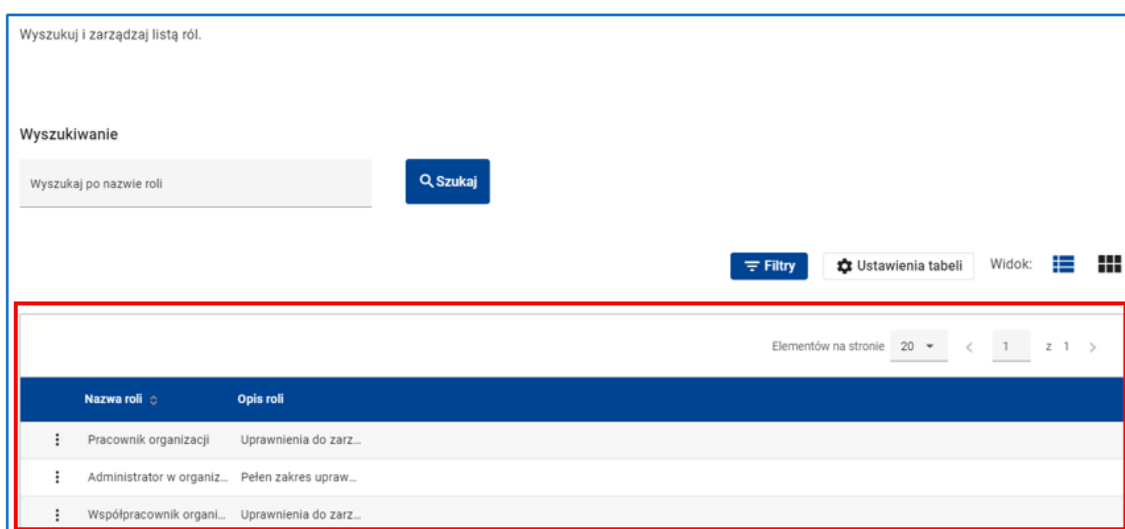 Wyszukuj i zarządzaj listą ról.
Wyszukiwanie
Wyszukaj po nazwie roli
Szukaj
Filtry
Ustawienia tabeli
Widok:
Elementów na stronie 20 < 1 z 1 >
Nazwa roli Opis roli
Pracownik organizacji Uprawnienia do zarz...
Administrator w organiz... Pełen zakres upraw...
Współpracownik organi... Uprawnienia do zarz...